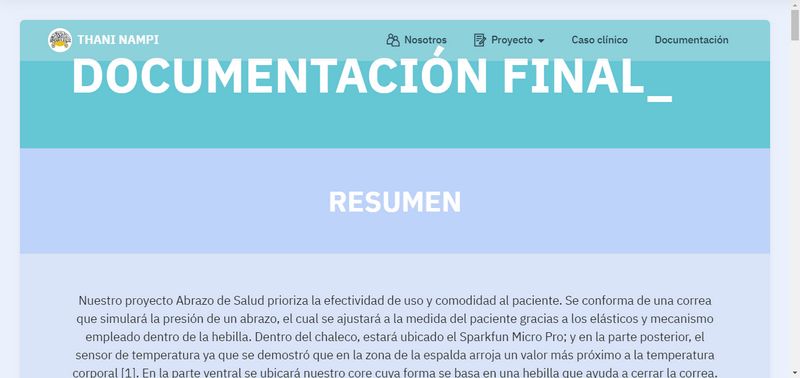 THANI NAMPI
Nosotros
Proyecto
Caso clínico
Documentación
DOCUMENTACIÓN FINAL_
RESUMEN
Nuestro proyecto Abrazo de Salud prioriza la efectividad de uso y comodidad al paciente. Se conforma de una correa
que simulará la presión de un abrazo, el cual se ajustará a la medida del paciente gracias a los elásticos y mecanismo
empleado dentro de la hebilla. Dentro del chaleco, estará ubicado el Sparkfun Micro Pro; y en la parte posterior, el
sensor de temperatura ya que se demostró que en la zona de la espalda arroja un valor más próximo a la temperatura
corporal [1]. En la parte ventral se ubicará nuestro core cuya forma se basa en una hebilla que ayuda a cerrar la correa.